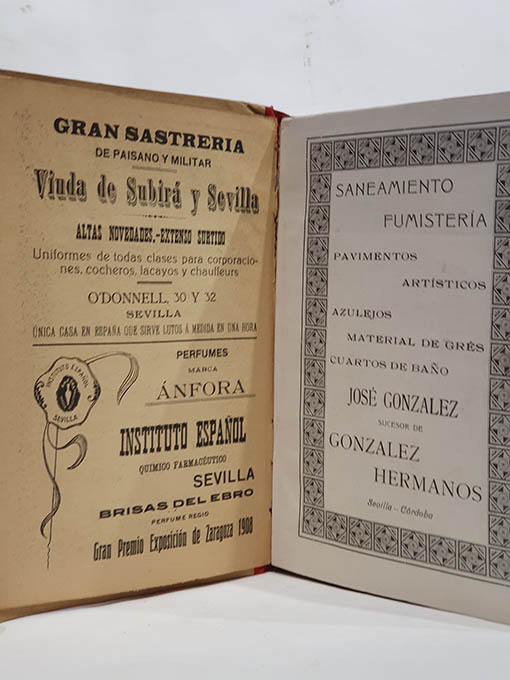 GRAN SASTRERIA
DE PAISANO Y MILITAR
Viuda de Subirá y Sevilla
ALTAS NOVEDADES.-EXTENSO SURTIDO
Uniformes de todas clases para corporacio-
nes, cocheros, lacayos y chauffeurs
O'DONNELL, 30 Y 32
SEVILLA
ÚNICA CASA EN ESPAÑA QUE SIRVE LUTOS Á MEDIDA EN UNA HORA
PERFUMES
MARCA
ÁNFORA
INSTITUTO ESPAÑOL
SEVILLA
INSTITUTO ESPAÑOL
QUIMICO FARMACÉUTICO
SEVILLA
BRISAS DEL EBRO
PERFUME REGIO
Gran Premio Exposición de Zaragoza 1908
SANEAMIENTO
FUMISTERÍA
PAVIMENTOS
ARTÍSTICOS
AZULEJOS
MATERIAL DE GRÉS
CUARTOS DE BAÑO
JOSÉ GONZALEZ
SUCESOR DE
GONZALEZ
HERMANOS
Sevilla - Córdoba